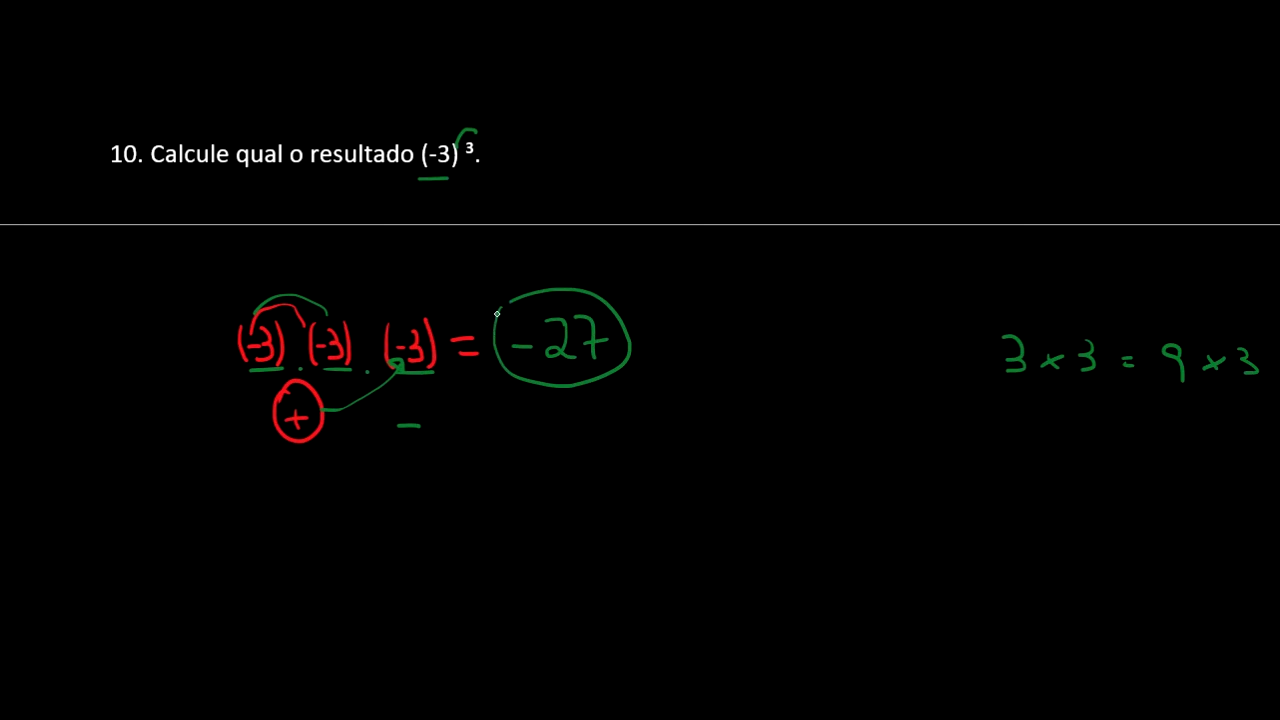 10. Calcule qual o resultado (-3) ³.
(-3) . (-3) . (-3) = -27
3 x 3 = 9 x 3
+ -